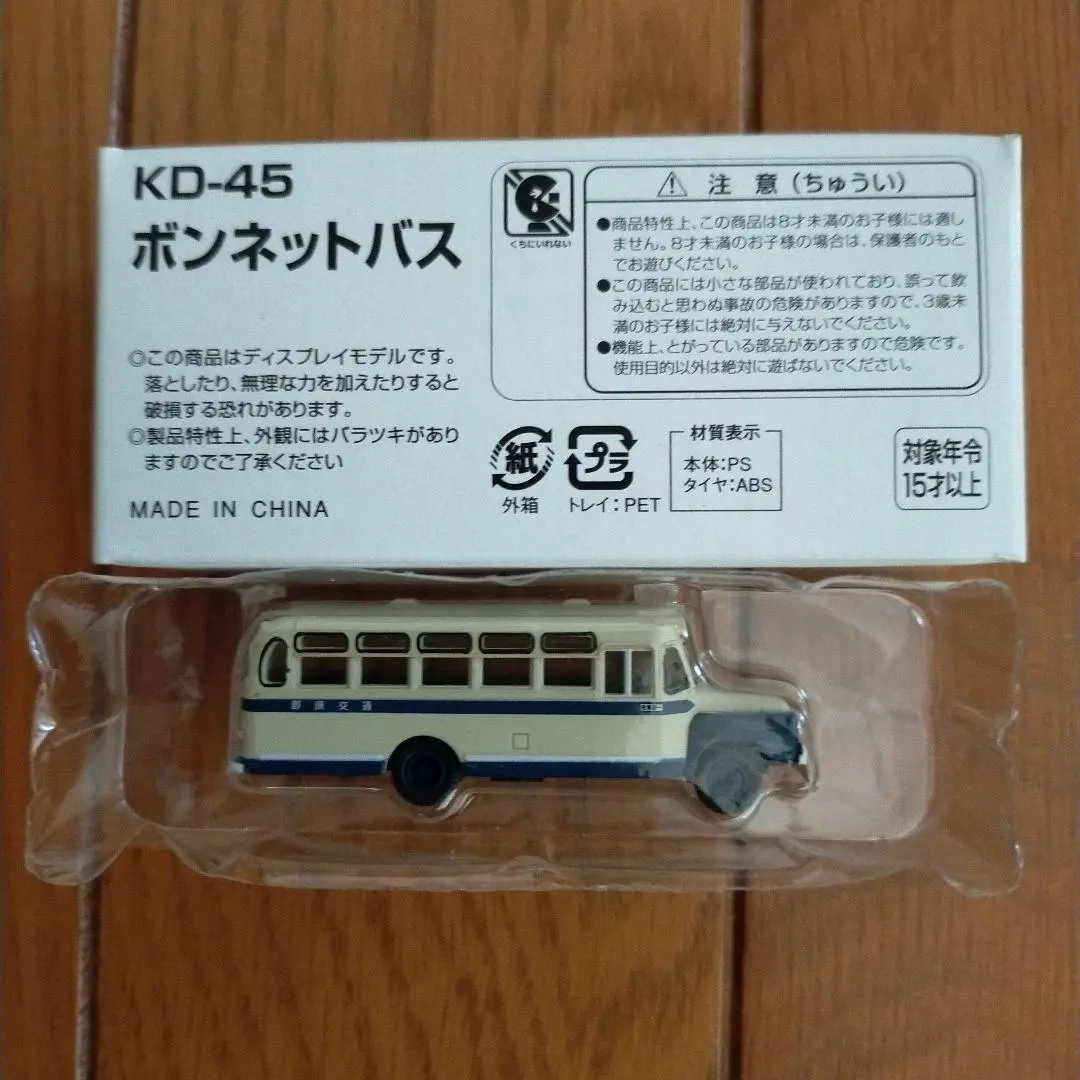 KD-45
ボンネットバス
◎この商品はディスプレイモデルです。
落としたり、無理な力を加えたりすると
破損する恐れがあります。
◎製品特性上、外観にはバラツキがあり
ますのでご了承ください
MADE IN CHINA
くちにいれない
⚠ 注 意（ちゅうい）
●商品特性上、この商品は8才未満のお子様には適し
ません。8才未満のお子様の場合は、保護者のもと
でお遊びください。
●この商品には小さな部品が使われており、誤って飲
み込むと思わぬ事故の危険がありますので、3歳未
満のお子様には絶対に与えないでください。
●機能上、とがっている部品がありますので危険です。
使用目的以外は絶対に遊ばないでください。
紙
外箱
プラ
トレイ：PET
材質表示
本体：PS
タイヤ：ABS
対象年令
15才以上
野 原 交 通